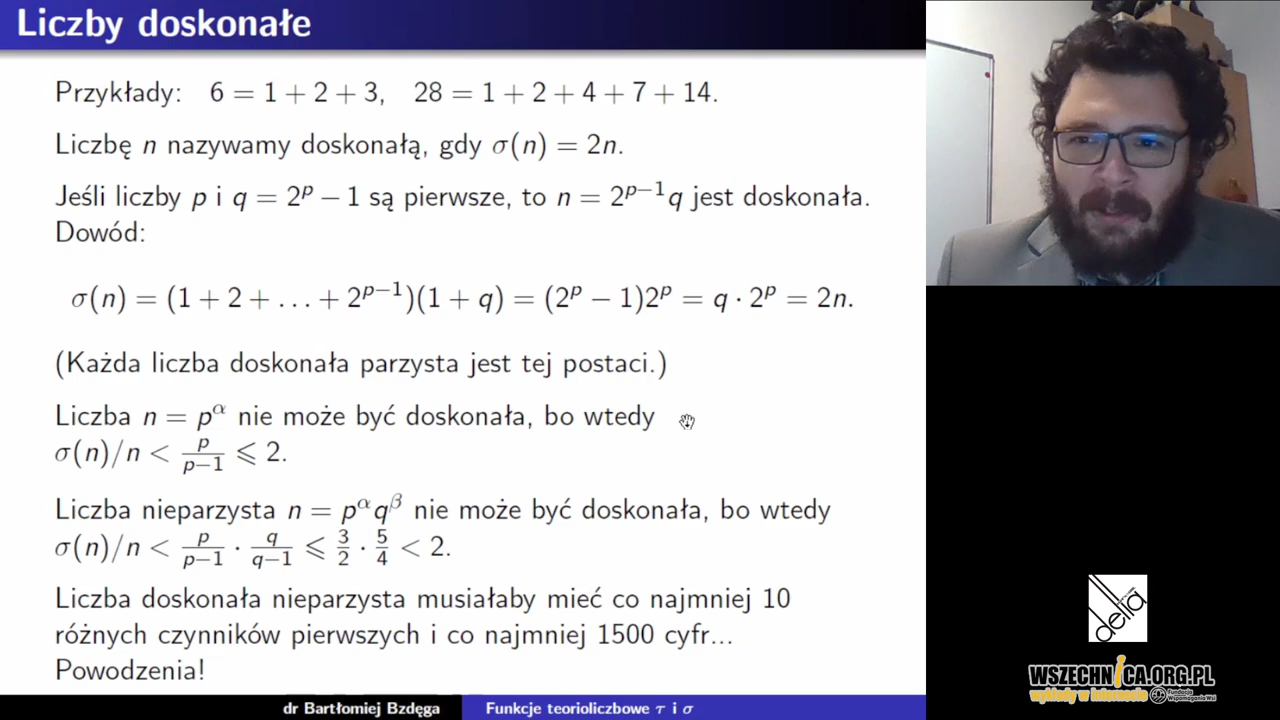 Liczby doskonałe
Przykłady: 6 = 1 + 2 + 3, 28 = 1 + 2 + 4 + 7 + 14.
Liczbę n nazywamy doskonałą, gdy σ(n) = 2n.
Jeśli liczby p i q = 2^p − 1 są pierwsze, to n = 2^{p−1}q jest doskonała.
Dowód:
σ(n) = (1 + 2 + … + 2^{p−1})(1 + q) = (2^p − 1)2^p = q · 2^p = 2n.
(Każda liczba doskonała parzysta jest tej postaci.)
Liczba n = p^α nie może być doskonała, bo wtedy
σ(n)/n < p/(p−1) ⩽ 2.
Liczba nieparzysta n = p^α q^β nie może być doskonała, bo wtedy
σ(n)/n < p/(p−1) · q/(q−1) ⩽ 3/2 · 5/4 < 2.
Liczba doskonała nieparzysta musiałaby mieć co najmniej 10
różnych czynników pierwszych i co najmniej 1500 cyfr...
Powodzenia!
dr Bartłomiej Bzdęga
Funkcje teorioliczbowe τ i σ
delta
WSZECHNICA.ORG.PL
wykłady w internecie
Fundacja
Wspomagania Wsi